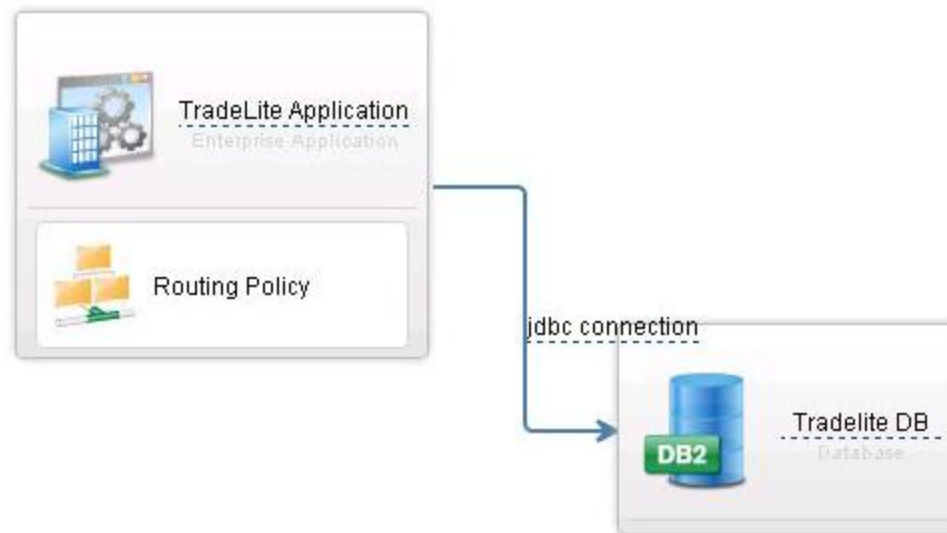 TradeLite Application
Enterprise Application
Routing Policy
jdbc connection
DB2
Tradelite DB
Database